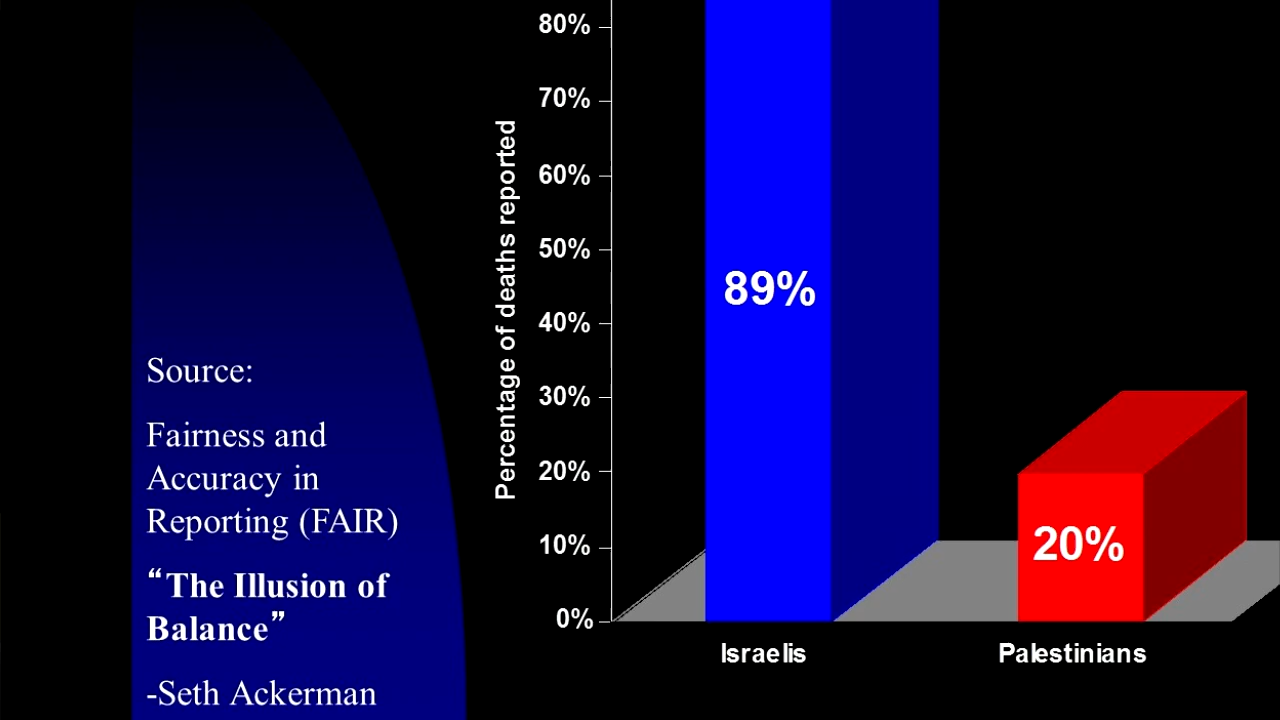 Source:
Fairness and
Accuracy in
Reporting (FAIR)
“The Illusion of
Balance”
-Seth Ackerman
Percentage of deaths reported
80%
70%
60%
50%
40%
30%
20%
10%
0%
89%
20%
Israelis
Palestinians